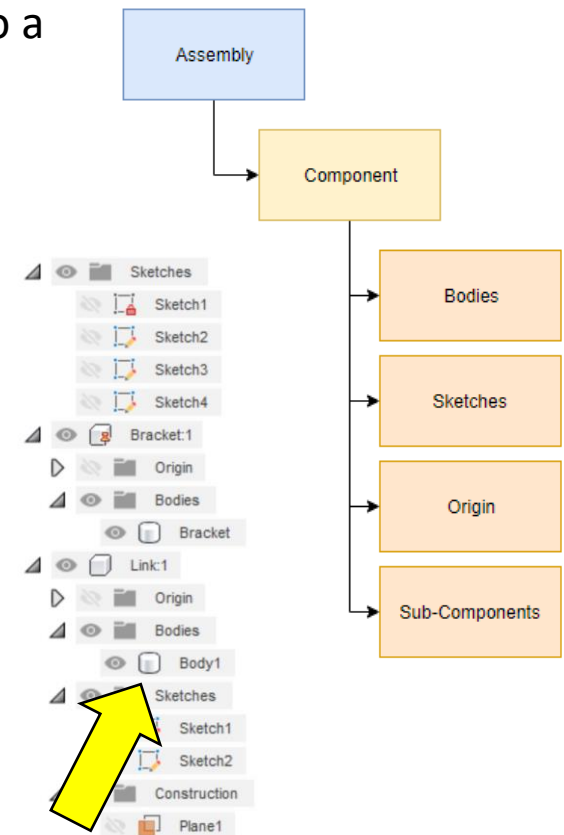 o a
Assembly
Component
Bodies
Sketches
Origin
Sub-Components
Sketches
Sketch1
Sketch2
Sketch3
Sketch4
Bracket:1
Origin
Bodies
Bracket
Link:1
Origin
Bodies
Body1
Sketches
Sketch1
Sketch2
Construction
Plane1